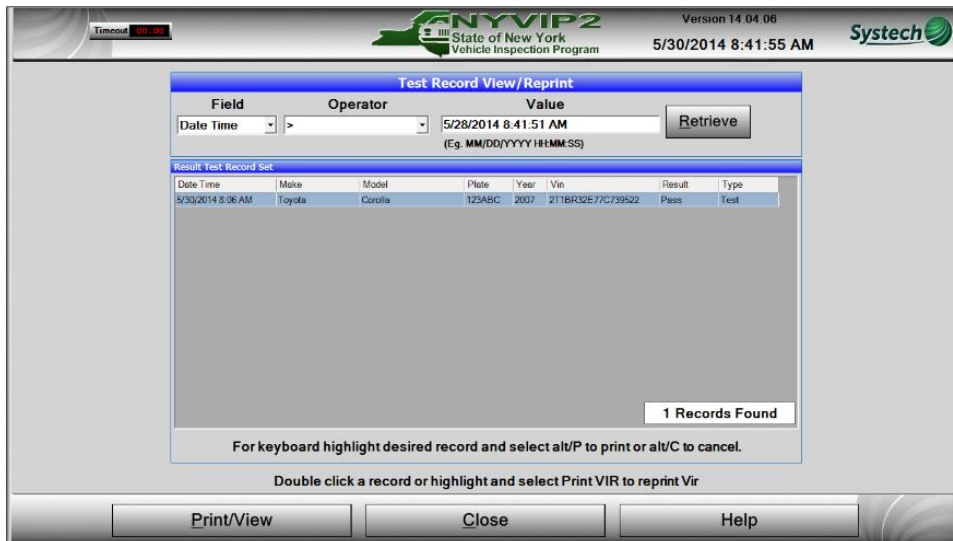 Timeout 00:00
NYVIP2
State of New York
Vehicle Inspection Program
Version 14.04.06
5/30/2014 8:41:55 AM
Systech
Test Record View/Reprint
Field Operator Value
Date Time > 5/28/2014 8:41:51 AM
Retrieve
(Eg. MM/DD/YYYY HH:MM:SS)
Result Test Record Set
Date Time Make Model Plate Year Vin Result Type
5/30/2014 8:06 AM Toyota Corolla 123ABC 2007 2T1BR32E77C739522 Pass Test
1 Records Found
For keyboard highlight desired record and select alt/P to print or alt/C to cancel.
Double click a record or highlight and select Print VIR to reprint Vir
Print/View Close Help